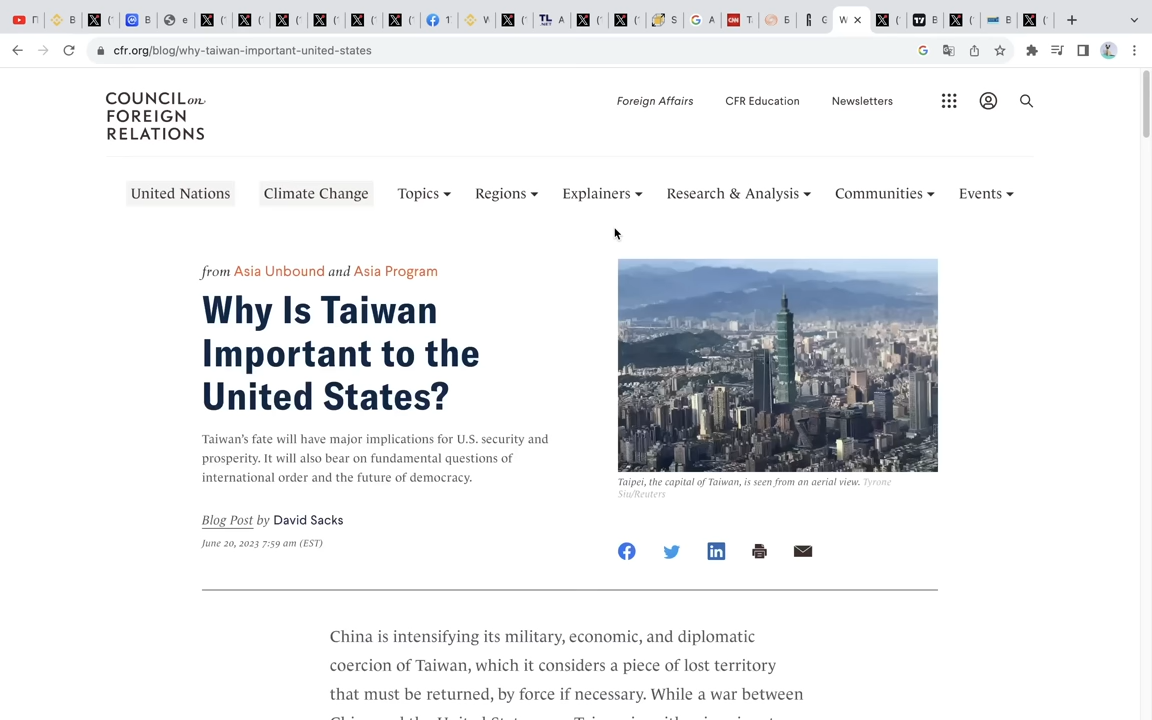 cfr.org/blog/why-taiwan-important-united-states
COUNCIL on
FOREIGN
RELATIONS
Foreign Affairs CFR Education Newsletters
United Nations Climate Change Topics Regions Explainers Research & Analysis Communities Events
from Asia Unbound and Asia Program
Why Is Taiwan
Important to the
United States?
Taiwan's fate will have major implications for U.S. security and
prosperity. It will also bear on fundamental questions of
international order and the future of democracy.
Blog Post by David Sacks
June 20, 2023 7:59 am (EST)
Taipei, the capital of Taiwan, is seen from an aerial view. Tyrone
Siu/Reuters
China is intensifying its military, economic, and diplomatic
coercion of Taiwan, which it considers a piece of lost territory
that must be returned, by force if necessary. While a war between